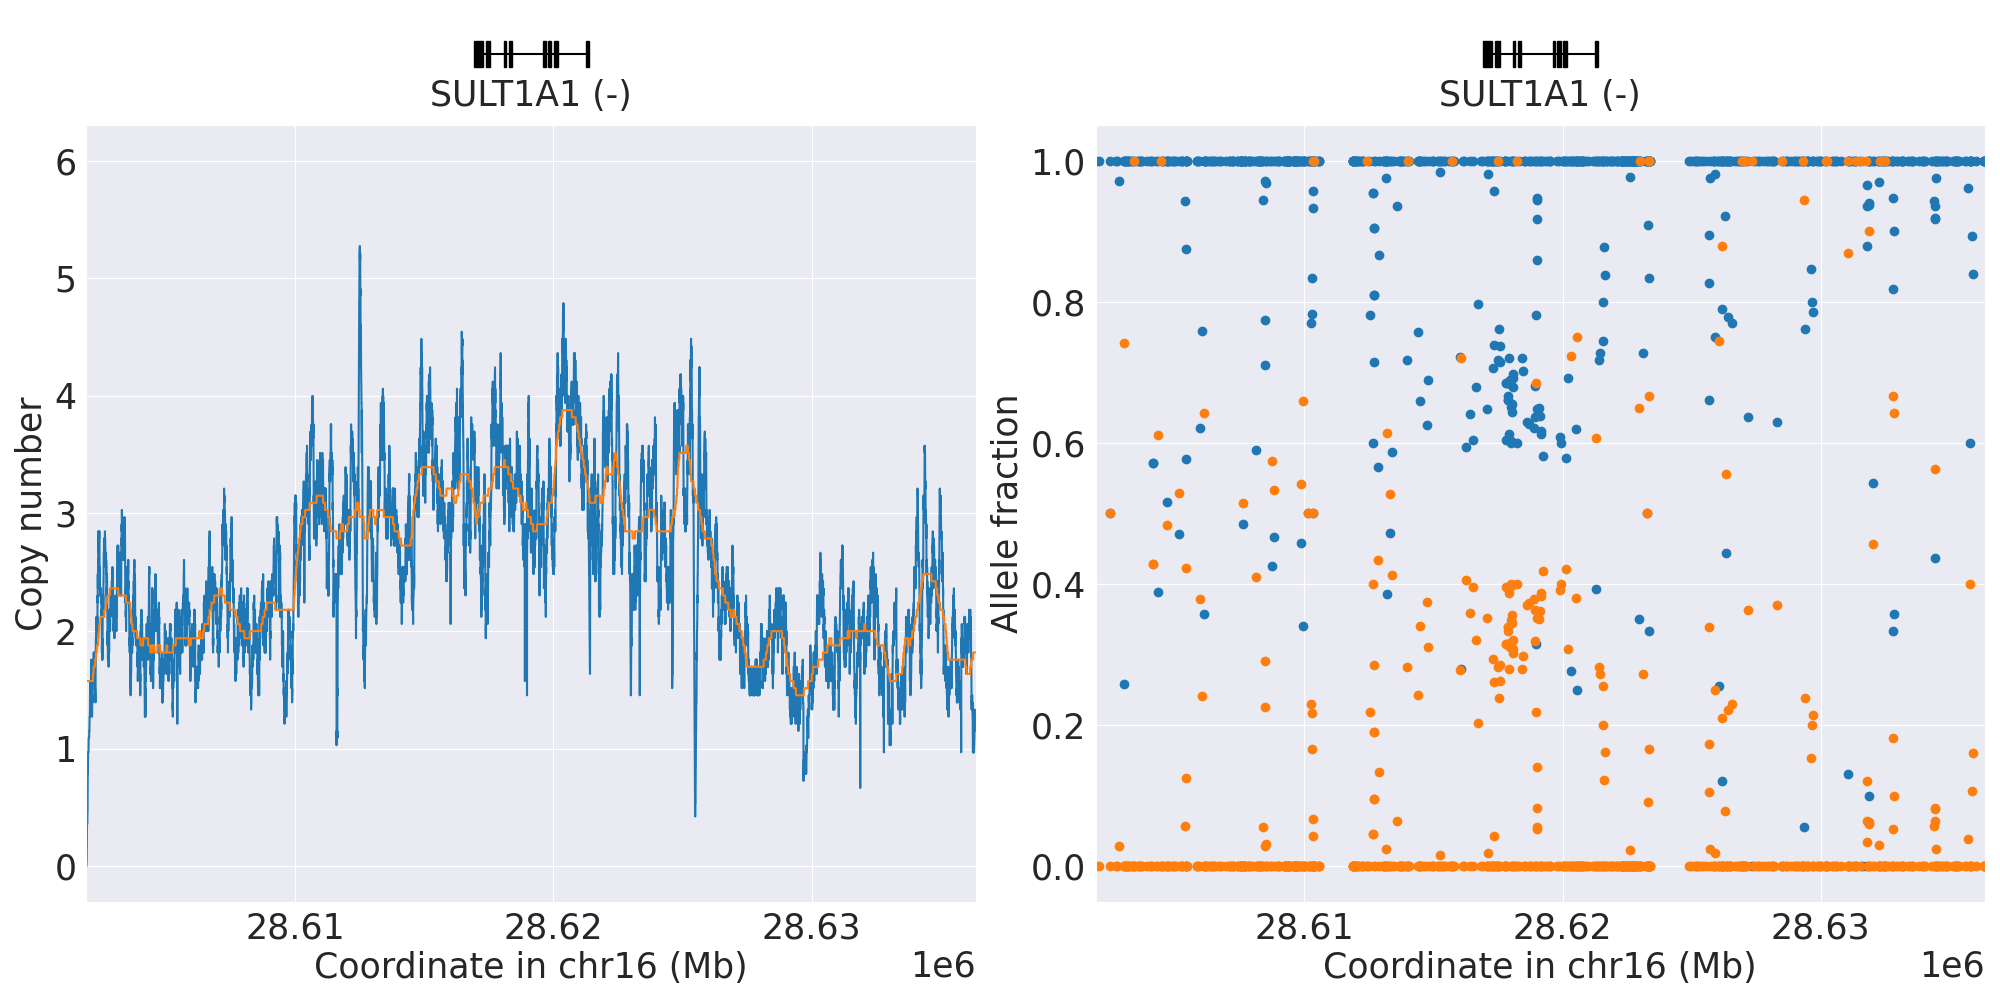 SULT1A1 (-)
Copy number
6
5
4
3
2
1
0
28.61
28.62
28.63
Coordinate in chr16 (Mb)
1e6
SULT1A1 (-)
Allele fraction
1.0
0.8
0.6
0.4
0.2
0.0
28.61
28.62
28.63
Coordinate in chr16 (Mb)
1e6